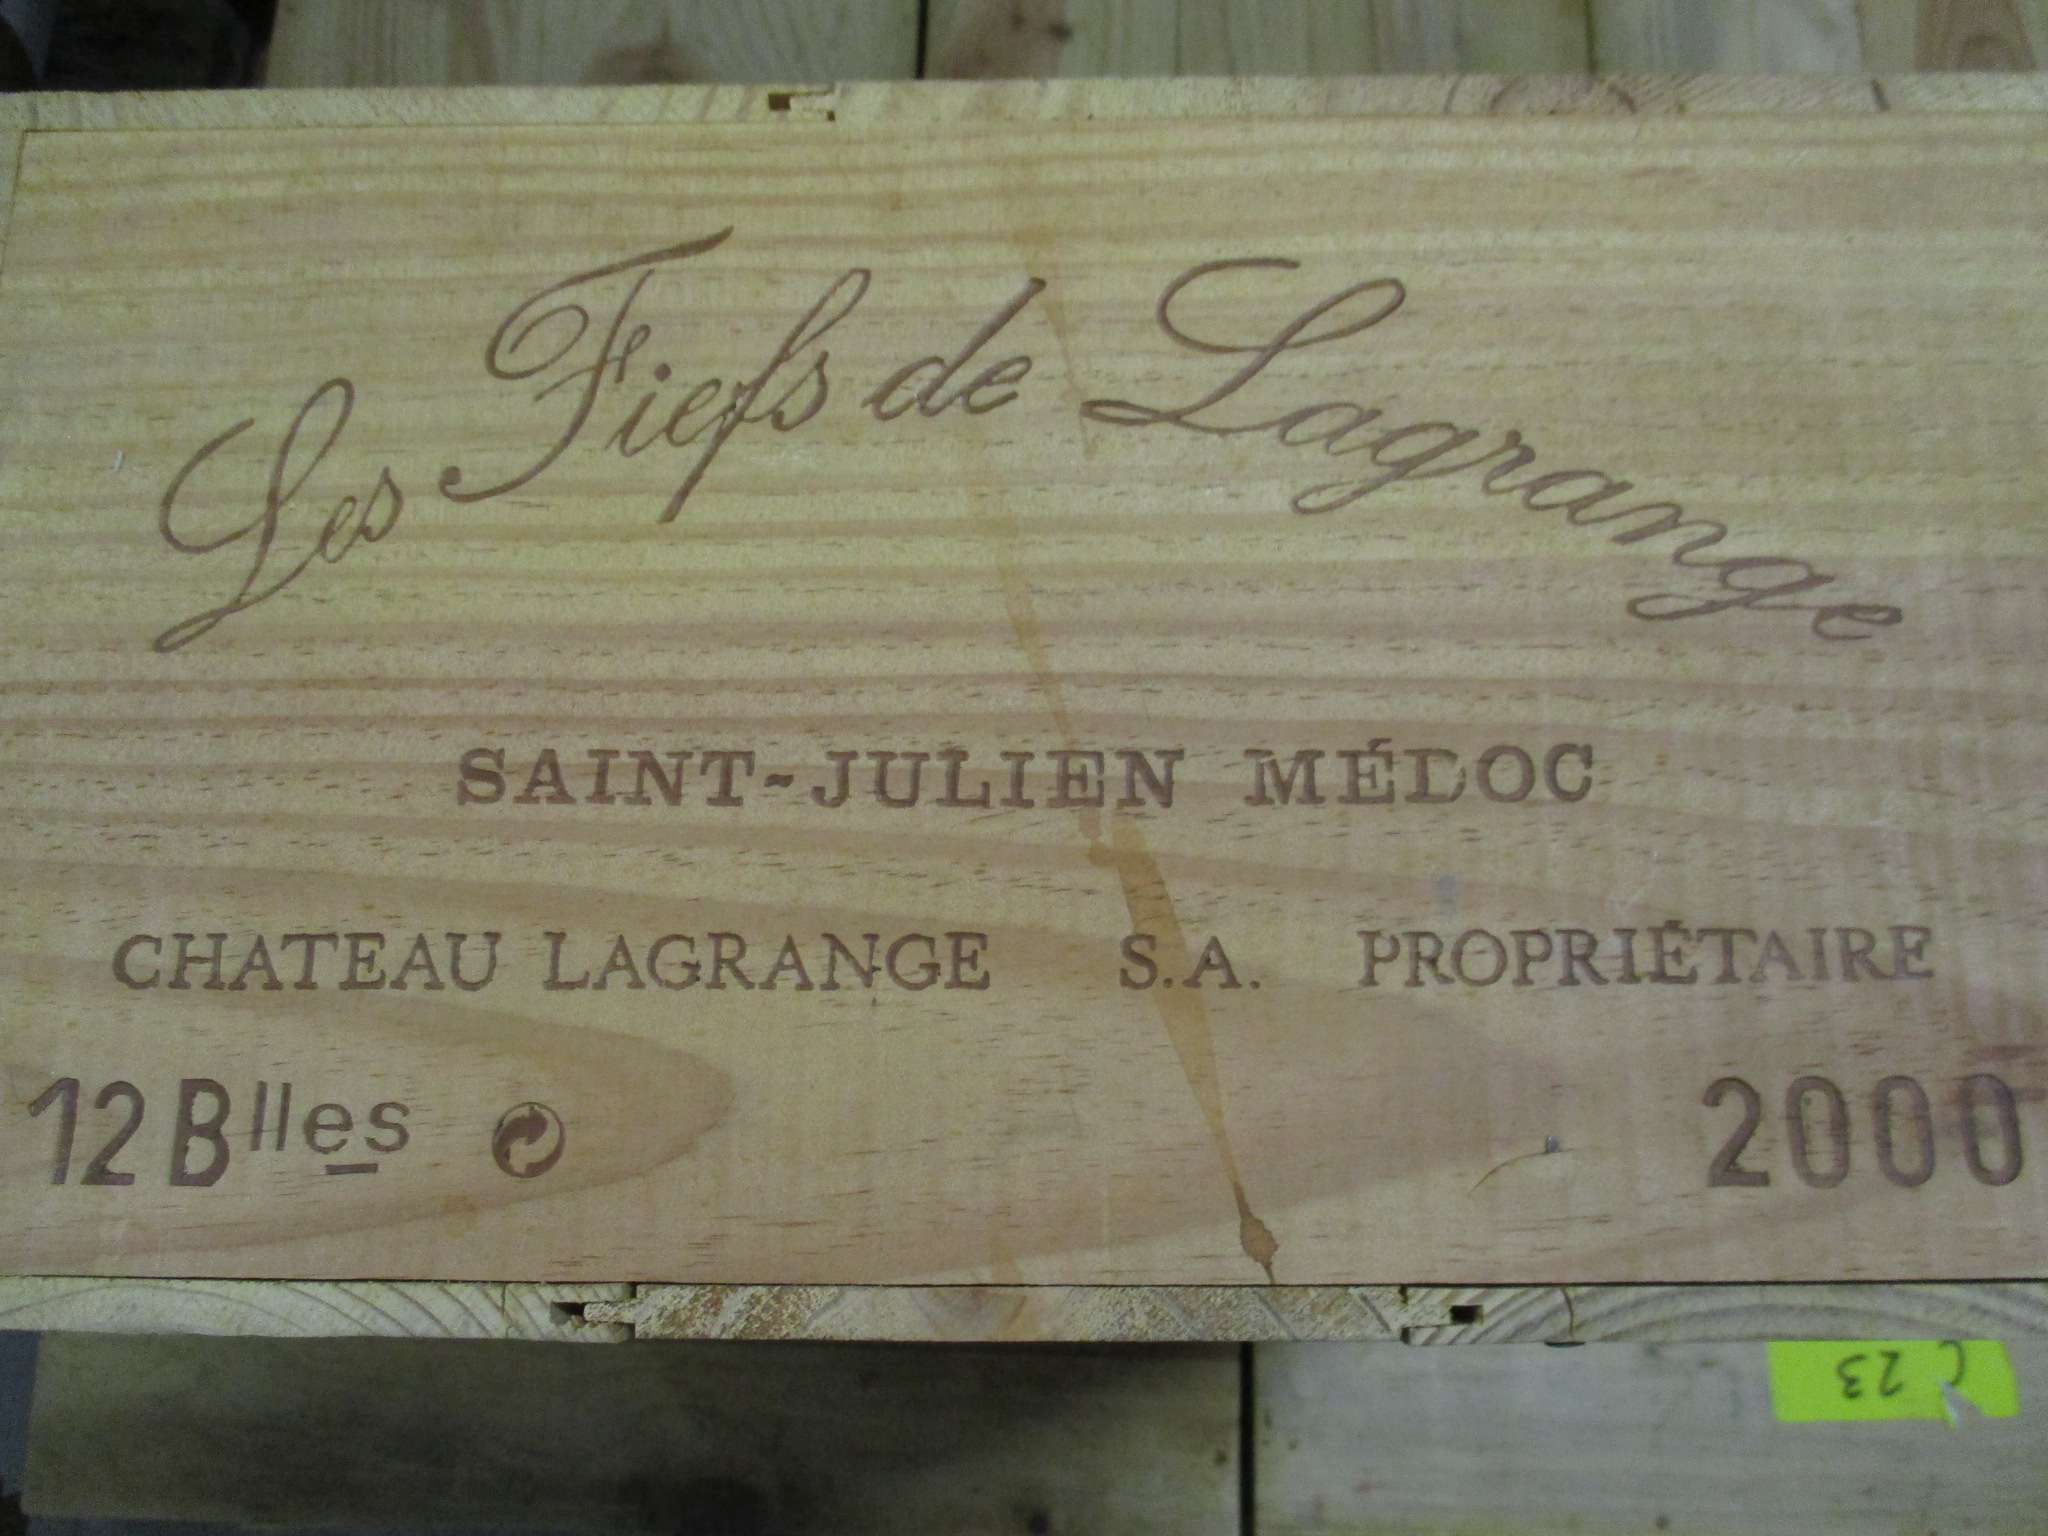 Les Fiefs de Lagrange
SAINT-JULIEN MÉDOC
CHATEAU LAGRANGE S.A. PROPRIÉTAIRE
12 Blles 2000
C 23